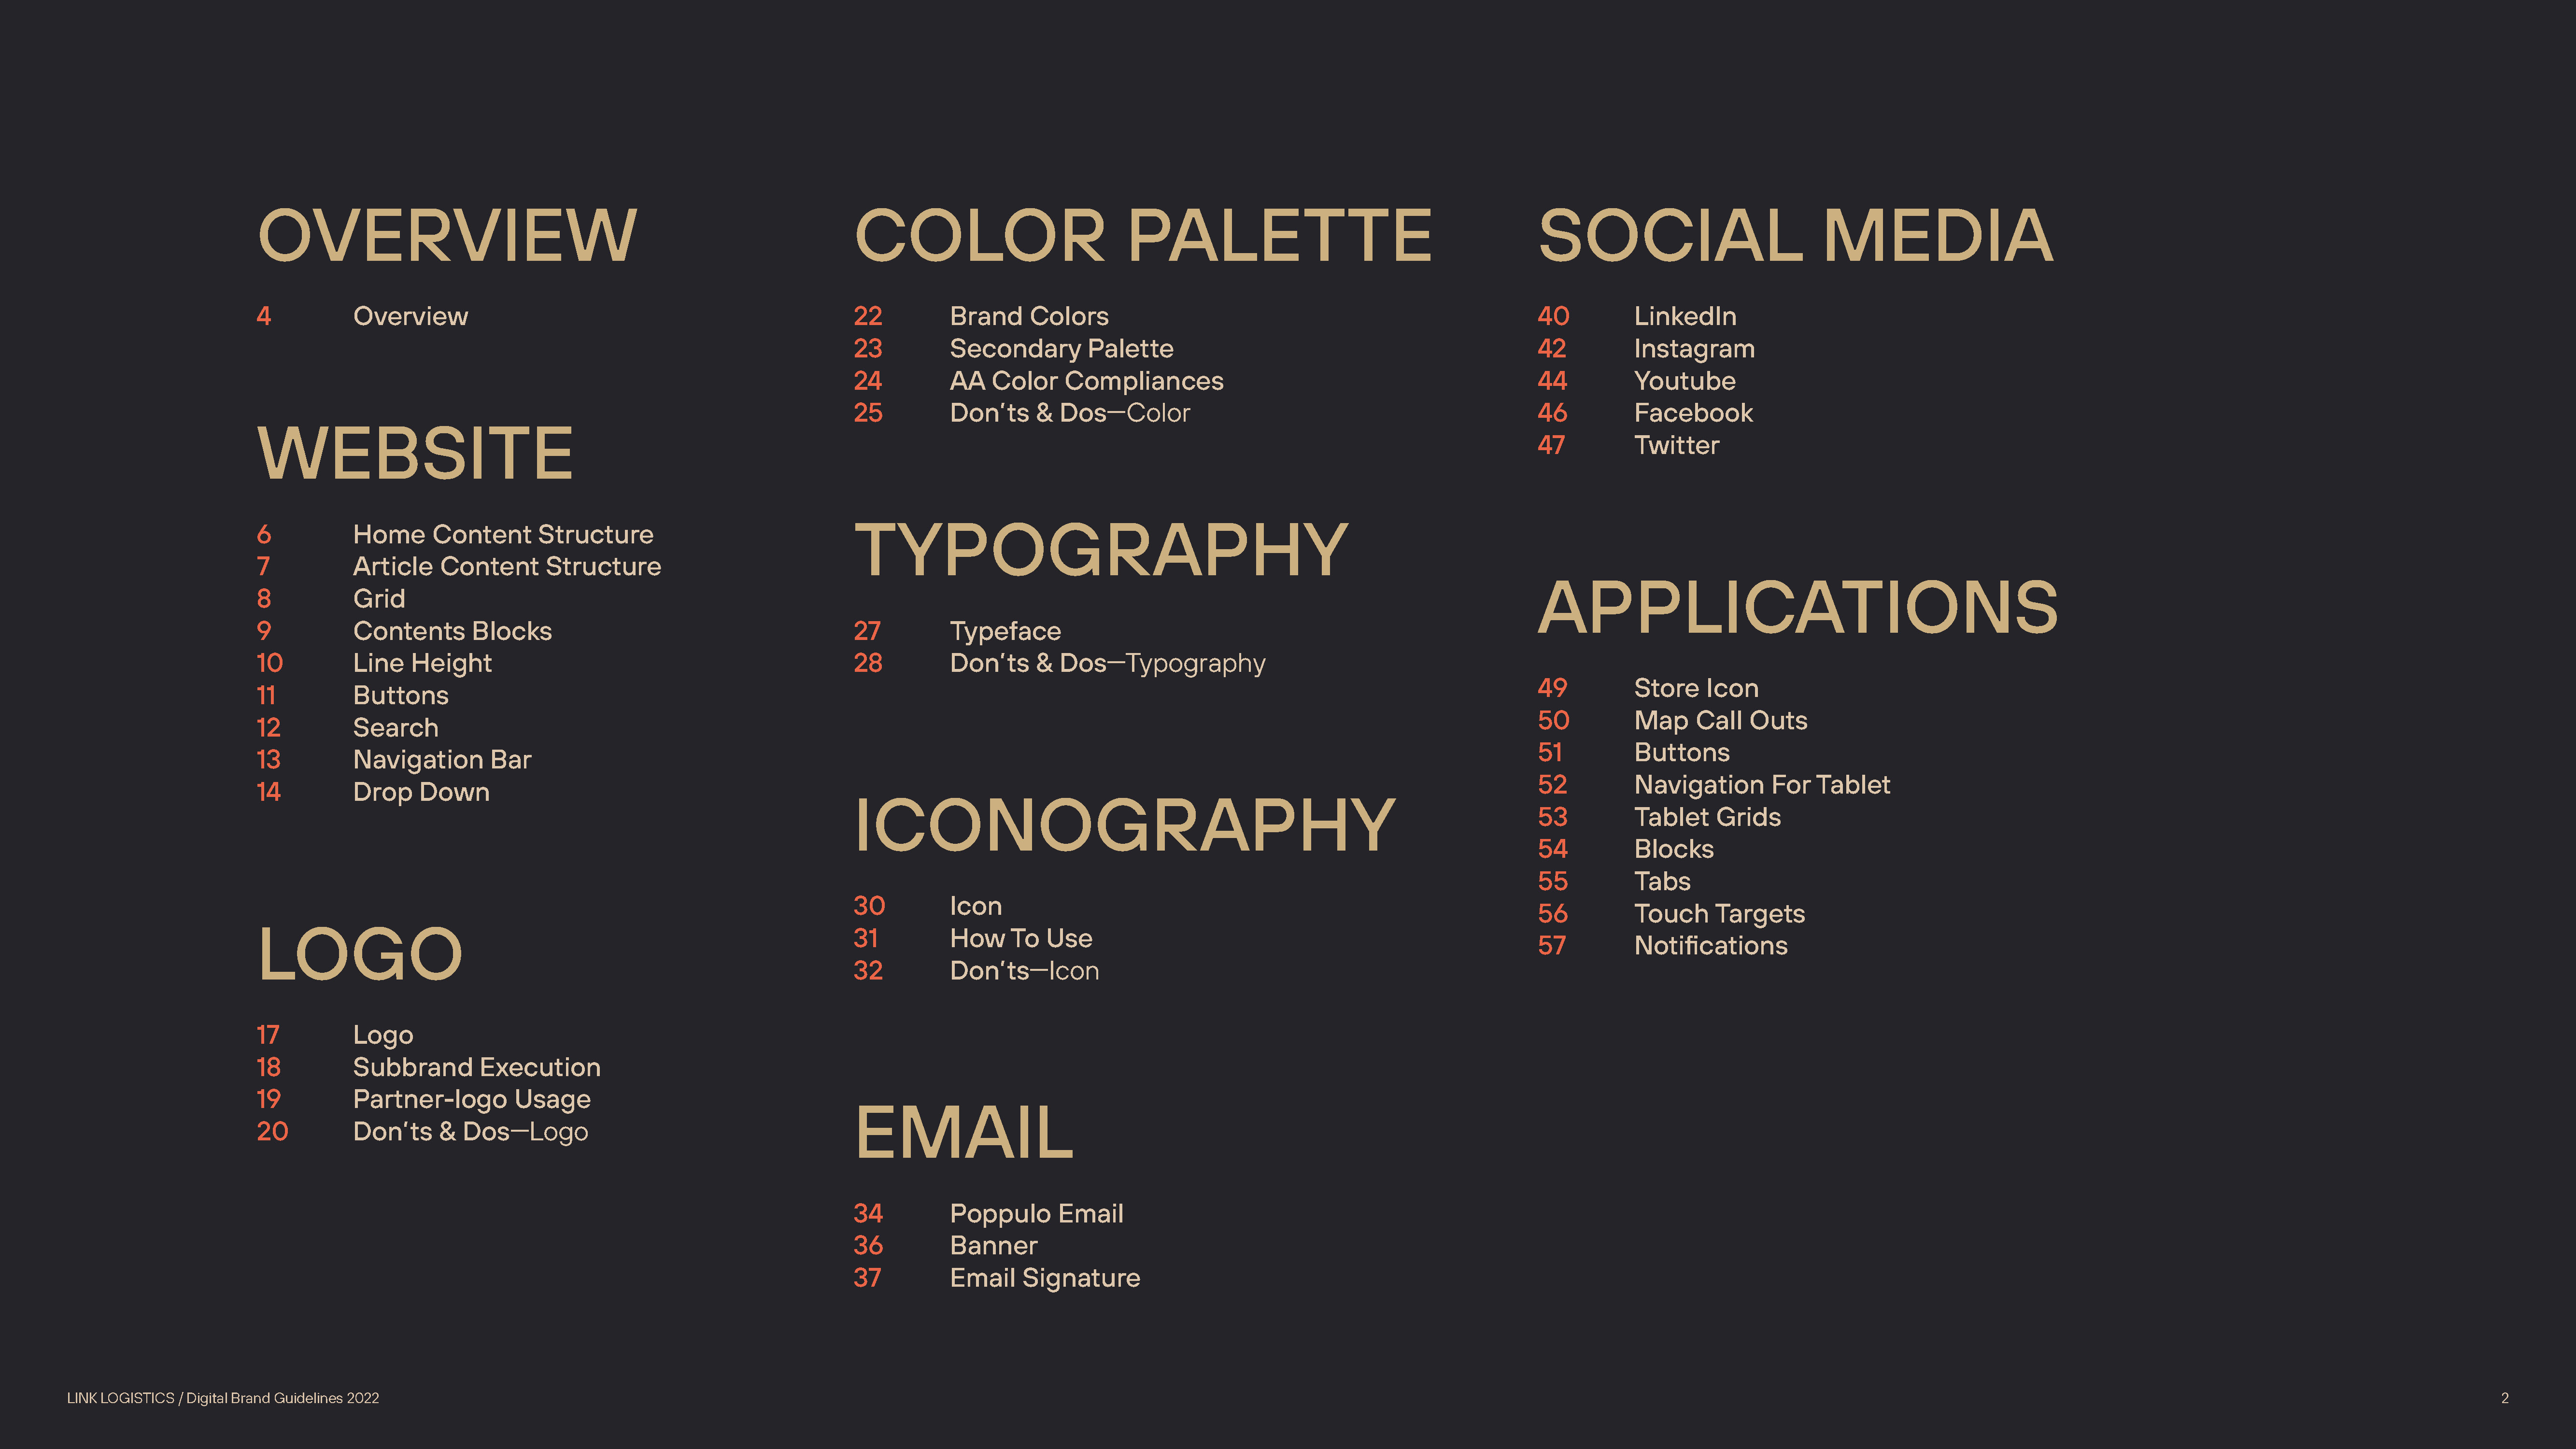 OVERVIEW
4 Overview
WEBSITE
6 Home Content Structure
7 Article Content Structure
8 Grid
9 Contents Blocks
10 Line Height
11 Buttons
12 Search
13 Navigation Bar
14 Drop Down
LOGO
17 Logo
18 Subbrand Execution
19 Partner-logo Usage
20 Don'ts & Dos—Logo
COLOR PALETTE
22 Brand Colors
23 Secondary Palette
24 AA Color Compliances
25 Don'ts & Dos—Color
TYPOGRAPHY
27 Typeface
28 Don'ts & Dos—Typography
ICONOGRAPHY
30 Icon
31 How To Use
32 Don'ts—Icon
EMAIL
34 Poppulo Email
36 Banner
37 Email Signature
SOCIAL MEDIA
40 LinkedIn
42 Instagram
44 Youtube
46 Facebook
47 Twitter
APPLICATIONS
49 Store Icon
50 Map Call Outs
51 Buttons
52 Navigation For Tablet
53 Tablet Grids
54 Blocks
55 Tabs
56 Touch Targets
57 Notifications
LINK LOGISTICS / Digital Brand Guidelines 2022
2